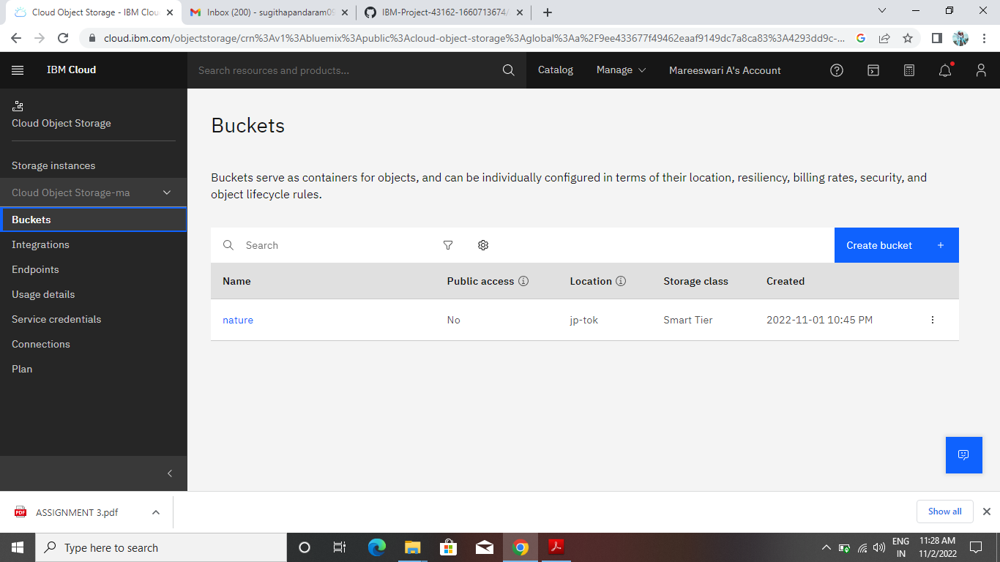 Cloud Object Storage - IBM Clou
Inbox (200) - sugithapandaram09
IBM-Project-43162-1660713674/
cloud.ibm.com/objectstorage/crn%3Av1%3Abluemix%3Apublic%3Acloud-object-storage%3Aglobal%3Aa%2F9ee433677f49462eaaf9149dc7a8ca83%3A4293dd9c-...
IBM Cloud
Search resources and products...
Catalog
Manage
Mareeswari A's Account
Cloud Object Storage
Storage instances
Cloud Object Storage-ma
Buckets
Integrations
Endpoints
Usage details
Service credentials
Connections
Plan
Buckets
Buckets serve as containers for objects, and can be individually configured in terms of their location, resiliency, billing rates, security, and
object lifecycle rules.
Search
Create bucket +
Name Public access Location Storage class Created
nature No jp-tok Smart Tier 2022-11-01 10:45 PM
PDF
ASSIGNMENT 3.pdf
Show all
Type here to search
ENG
IN
11:28 AM
11/2/2022